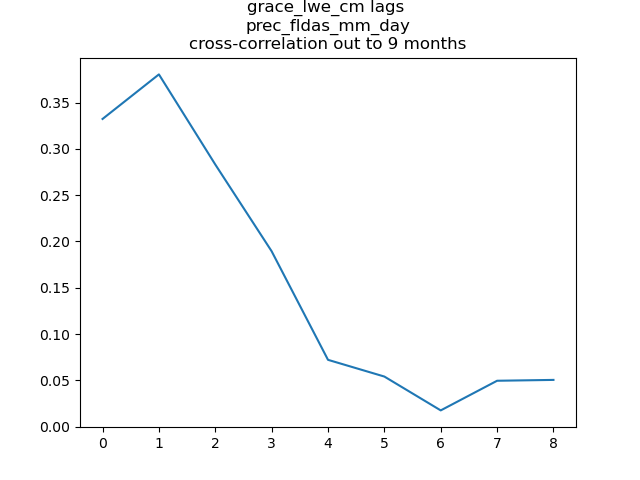 grace_lwe_cm lags
prec_fldas_mm_day
cross-correlation out to 9 months
0.35
0.30
0.25
0.20
0.15
0.10
0.05
0.00
0 1 2 3 4 5 6 7 8